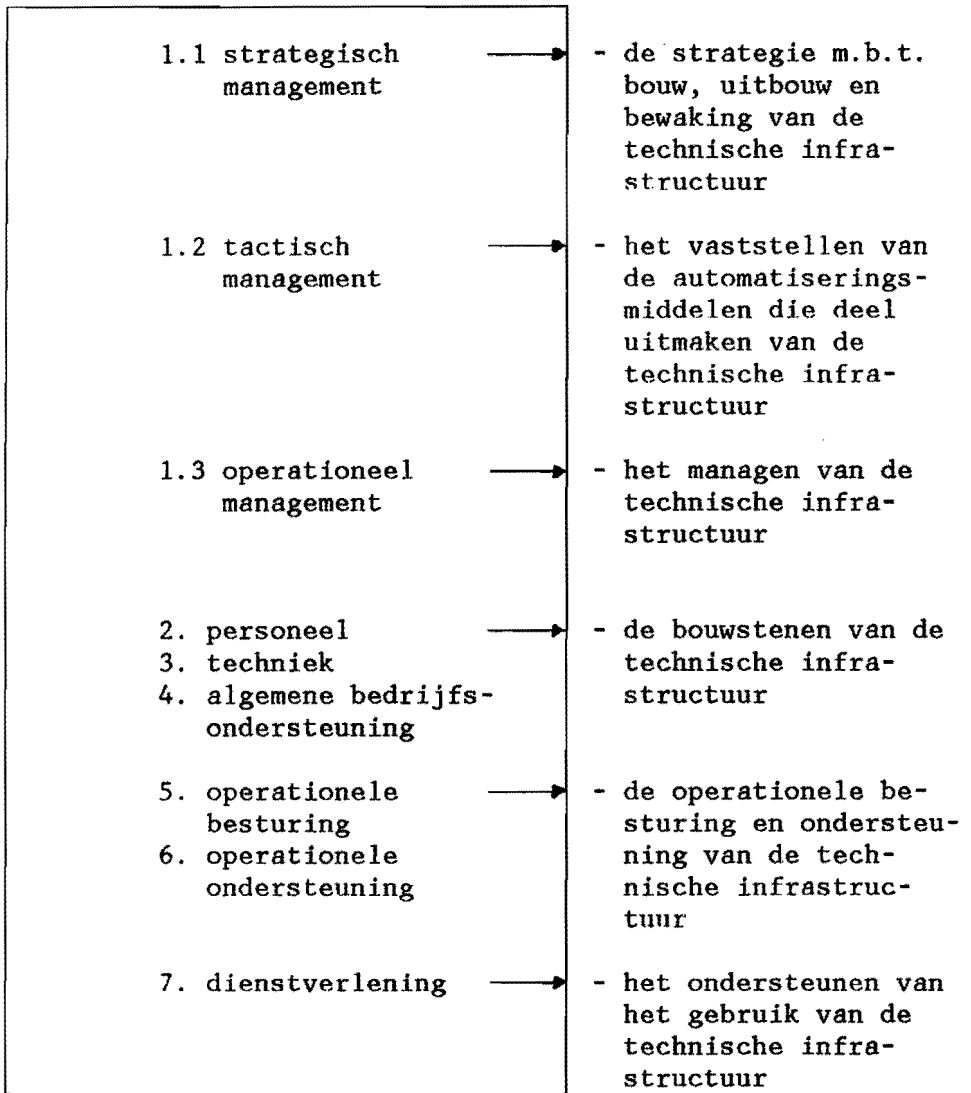 1.1 strategisch
management
- de strategie m.b.t.
bouw, uitbouw en
bewaking van de
technische infra-
structuur
1.2 tactisch
management
- het vaststellen van
de automatiserings-
middelen die deel
uitmaken van de
technische infra-
structuur
1.3 operationeel
management
- het managen van de
technische infra-
structuur
2. personeel
3. techniek
4. algemene bedrijfs-
ondersteuning
- de bouwstenen van de
technische infra-
structuur
5. operationele
besturing
6. operationele
ondersteuning
- de operationele be-
sturing en ondersteu-
ning van de tech-
nische infrastruc-
tuur
7. dienstverlening
- het ondersteunen van
het gebruik van de
technische infra-
structuur